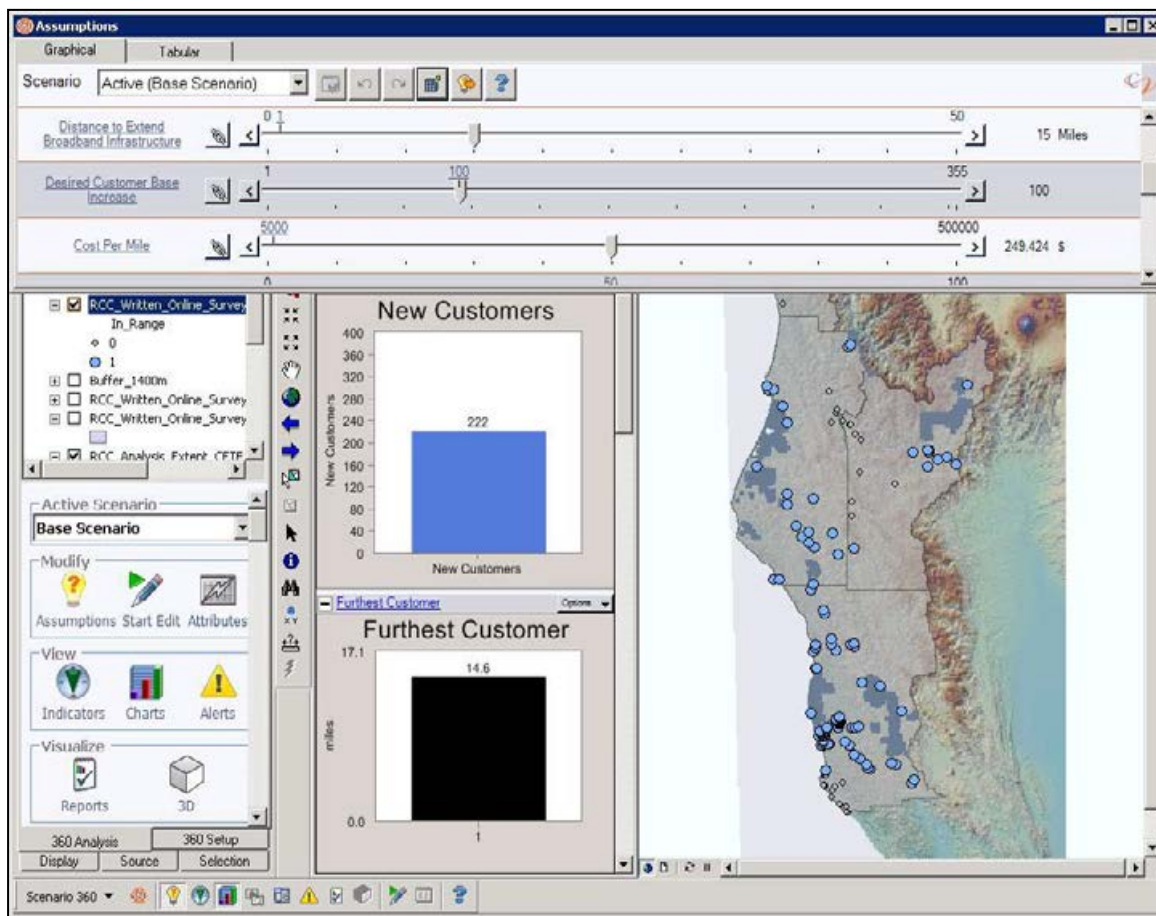 Assumptions
Graphical Tabular
Scenario Active (Base Scenario)
Distance to Extend
Broadband Infrastructure
0 1 50
15 Miles
Desired Customer Base
Increase
1 100 355
100
Cost Per Mile
5000 500000
249.424 $
0 50 100
RCC_Written_Online_Survey
In_Range
0
1
Buffer_1400m
RCC_Written_Online_Survey
RCC_Written_Online_Survey
RCC_Analysis_Extent_CETF
Active Scenario
Base Scenario
Modify
Assumptions Start Edit Attributes
View
Indicators Charts Alerts
Visualize
Reports 3D
360 Analysis 360 Setup
Display Source Selection
New Customers
400
360
320
280
240
200
160
120
80
40
0
New Customers
222
New Customers
Furthest Customer Options
Furthest Customer
17.1
14.6
miles
0.0
1
Scenario 360